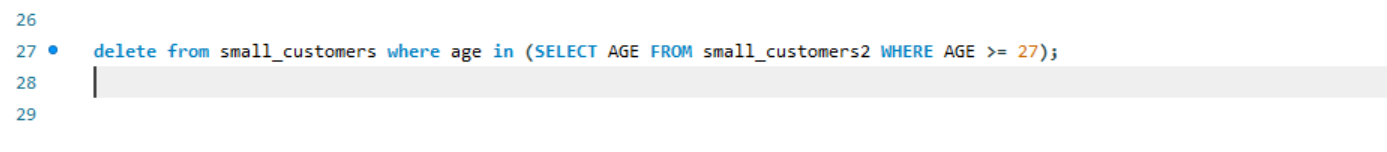 26
27 delete from small_customers where age in (SELECT AGE FROM small_customers2 WHERE AGE >= 27);
28
29